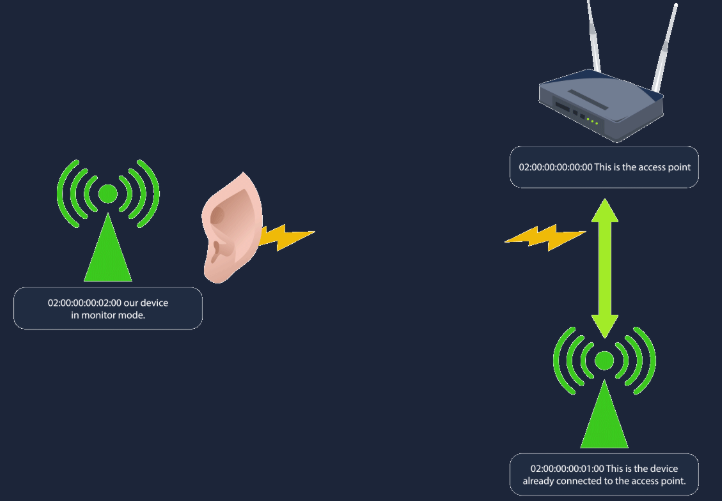 02:00:00:00:00:00 This is the access point
02:00:00:00:02:00 our device
in monitor mode.
02:00:00:00:01:00 This is the device
already connected to the access point.